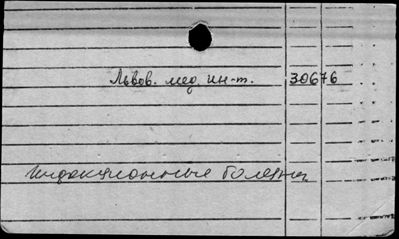 Львов. мед. ин-т. 30676
Инфекционные болезни